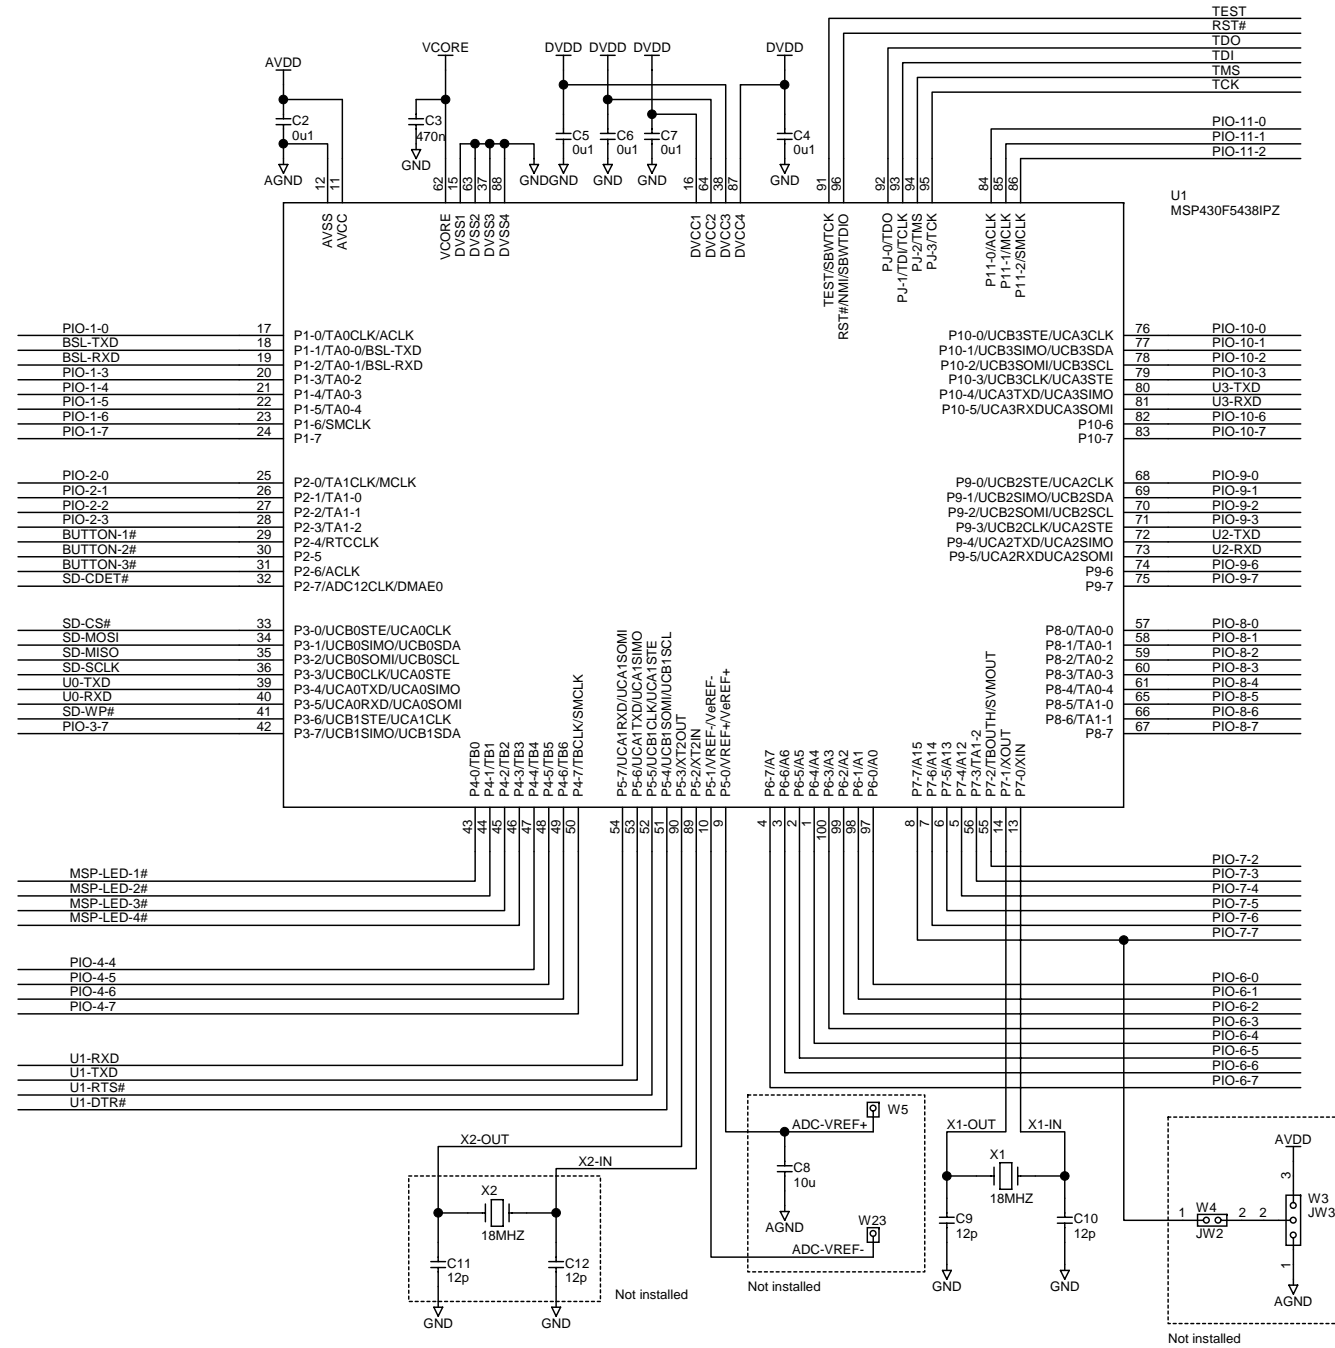 TEST
RST#
TDO
TDI
TMS
TCK
PIO-11-0
PIO-11-1
PIO-11-2
AVDD
VCORE
DVDD DVDD DVDD
DVDD
C2
0u1
C3
470n
C5
0u1
C6
0u1
C7
0u1
C4
0u1
AGND
GND
GND
GND
GND
GND
GND
12 11 62 15 63 37 88 16 64 38 87 91 96 92 93 94 95 84 85 86
U1
MSP430F5438IPZ
AVSS
AVCC
VCORE
DVSS1
DVSS2
DVSS3
DVSS4
DVCC1
DVCC2
DVCC3
DVCC4
TEST/SBWTCK
RST#/NMI/SBWTDIO
PJ-0/TDO
PJ-1/TDI/TCLK
PJ-2/TMS
PJ-3/TCK
P11-0/ACLK
P11-1/MCLK
P11-2/SMCLK
PIO-1-0 17 P1-0/TA0CLK/ACLK
BSL-TXD 18 P1-1/TA0-0/BSL-TXD
BSL-RXD 19 P1-2/TA0-1/BSL-RXD
PIO-1-3 20 P1-3/TA0-2
PIO-1-4 21 P1-4/TA0-3
PIO-1-5 22 P1-5/TA0-4
PIO-1-6 23 P1-6/SMCLK
PIO-1-7 24 P1-7
P10-0/UCB3STE/UCA3CLK 76 PIO-10-0
P10-1/UCB3SIMO/UCB3SDA 77 PIO-10-1
P10-2/UCB3SOMI/UCB3SCL 78 PIO-10-2
P10-3/UCB3CLK/UCA3STE 79 PIO-10-3
P10-4/UCA3TXD/UCA3SIMO 80 U3-TXD
P10-5/UCA3RXDUCA3SOMI 81 U3-RXD
P10-6 82 PIO-10-6
P10-7 83 PIO-10-7
PIO-2-0 25 P2-0/TA1CLK/MCLK
PIO-2-1 26 P2-1/TA1-0
PIO-2-2 27 P2-2/TA1-1
PIO-2-3 28 P2-3/TA1-2
BUTTON-1# 29 P2-4/RTCCLK
BUTTON-2# 30 P2-5
BUTTON-3# 31 P2-6/ACLK
SD-CDET# 32 P2-7/ADC12CLK/DMAE0
P9-0/UCB2STE/UCA2CLK 68 PIO-9-0
P9-1/UCB2SIMO/UCB2SDA 69 PIO-9-1
P9-2/UCB2SOMI/UCB2SCL 70 PIO-9-2
P9-3/UCB2CLK/UCA2STE 71 PIO-9-3
P9-4/UCA2TXD/UCA2SIMO 72 U2-TXD
P9-5/UCA2RXDUCA2SOMI 73 U2-RXD
P9-6 74 PIO-9-6
P9-7 75 PIO-9-7
SD-CS# 33 P3-0/UCB0STE/UCA0CLK
SD-MOSI 34 P3-1/UCB0SIMO/UCB0SDA
SD-MISO 35 P3-2/UCB0SOMI/UCB0SCL
SD-SCLK 36 P3-3/UCB0CLK/UCA0STE
U0-TXD 39 P3-4/UCA0TXD/UCA0SIMO
U0-RXD 40 P3-5/UCA0RXD/UCA0SOMI
SD-WP# 41 P3-6/UCB1STE/UCA1CLK
PIO-3-7 42 P3-7/UCB1SIMO/UCB1SDA
P8-0/TA0-0 57 PIO-8-0
P8-1/TA0-1 58 PIO-8-1
P8-2/TA0-2 59 PIO-8-2
P8-3/TA0-3 60 PIO-8-3
P8-4/TA0-4 61 PIO-8-4
P8-5/TA1-0 65 PIO-8-5
P8-6/TA1-1 66 PIO-8-6
P8-7 67 PIO-8-7
P4-0/TB0
P4-1/TB1
P4-2/TB2
P4-3/TB3
P4-4/TB4
P4-5/TB5
P4-6/TB6
P4-7/TBCLK/SMCLK
P5-7/UCA1RXD/UCA1SOMI
P5-6/UCA1TXD/UCA1SIMO
P5-5/UCB1CLK/UCA1STE
P5-4/UCB1SOMI/UCB1SCL
P5-3/XT2OUT
P5-2/XT2IN
P5-1/VREF-/VeREF-
P5-0/VREF+/VeREF+
P6-7/A7
P6-6/A6
P6-5/A5
P6-4/A4
P6-3/A3
P6-2/A2
P6-1/A1
P6-0/A0
P7-7/A15
P7-6/A14
P7-5/A13
P7-4/A12
P7-3/TA1-2
P7-2/TBOUTH/SVMOUT
P7-1/XOUT
P7-0/XIN
43 44 45 46 47 48 49 50 54 53 52 51 90 89 10 9 4 3 2 1 100 99 98 97 8 7 6 5 56 55 14 13
MSP-LED-1#
MSP-LED-2#
MSP-LED-3#
MSP-LED-4#
PIO-7-2
PIO-7-3
PIO-7-4
PIO-7-5
PIO-7-6
PIO-7-7
PIO-4-4
PIO-4-5
PIO-4-6
PIO-4-7
PIO-6-0
PIO-6-1
PIO-6-2
PIO-6-3
PIO-6-4
PIO-6-5
PIO-6-6
PIO-6-7
U1-RXD
U1-TXD
U1-RTS#
U1-DTR#
X2-OUT
X2-IN
X2
18MHZ
C11
12p
C12
12p
GND
GND
Not installed
W5
ADC-VREF+
C8
10u
AGND
W23
ADC-VREF-
Not installed
X1-OUT
X1-IN
X1
18MHZ
C9
12p
C10
12p
GND
GND
AVDD
3
W3
JW3
1 W4 2 2
JW2
1
AGND
Not installed